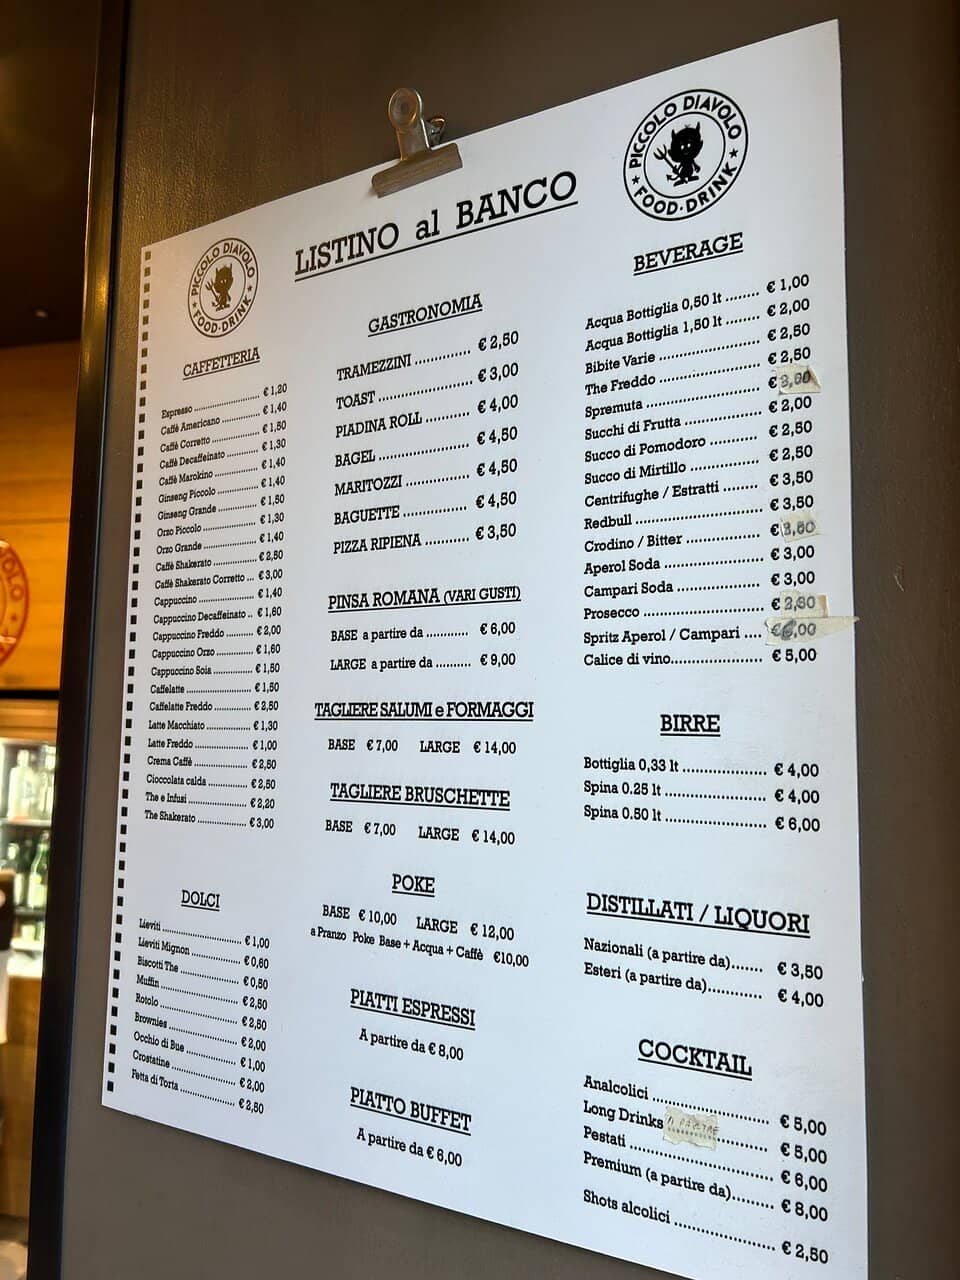 PICCOLO DIAVOLO
FOOD·DRINK
LISTINO al BANCO
PICCOLO DIAVOLO
FOOD·DRINK
CAFFETTERIA
Espresso ............ € 1,20
Caffè Americano ............ € 1,40
Caffè Corretto ............ € 1,50
Caffè Decaffeinato ............ € 1,30
Caffè Marokino ............ € 1,40
Ginseng Piccolo ............ € 1,40
Ginseng Grande ............ € 1,50
Orzo Piccolo ............ € 1,30
Orzo Grande ............ € 1,40
Caffè Shakerato ............ € 2,50
Caffè Shakerato Corretto ... € 3,00
Cappuccino ............ € 1,40
Cappuccino Decaffeinato .. € 1,60
Cappuccino Freddo ......... € 2,00
Cappuccino Orzo ............ € 1,60
Cappuccino Soia ............ € 1,50
Caffelatte ............ € 1,50
Caffelatte Freddo ............ € 2,50
Latte Macchiato ............ € 1,30
Latte Freddo ............ € 1,00
Crema Caffè ............ € 2,50
Cioccolata calda ............ € 2,50
The e Infusi ............ € 2,20
The Shakerato ............ € 3,00
DOLCI
Lieviti ............ € 1,00
Lieviti Mignon ............ € 0,60
Biscotti The ............ € 0,50
Muffin ............ € 2,50
Rotolo ............ € 2,50
Brownies ............ € 2,00
Occhio di Bue ............ € 1,00
Crostatine ............ € 2,00
Fetta di Torta ............ € 2,50
GASTRONOMIA
TRAMEZZINI ............ € 2,50
TOAST ............ € 3,00
PIADINA ROLL ......... € 4,00
BAGEL ............ € 4,50
MARITOZZI ............ € 4,50
BAGUETTE ............ € 4,50
PIZZA RIPIENA ......... € 3,50
PINSA ROMANA (VARI GUSTI)
BASE a partire da ............ € 6,00
LARGE a partire da .......... € 9,00
TAGLIERE SALUMI e FORMAGGI
BASE € 7,00 LARGE € 14,00
TAGLIERE BRUSCHETTE
BASE € 7,00 LARGE € 14,00
POKE
BASE € 10,00 LARGE € 12,00
a Pranzo Poke Base + Acqua + Caffè €10,00
PIATTI ESPRESSI
A partire da € 8,00
PIATTO BUFFET
A partire da € 6,00
BEVERAGE
Acqua Bottiglia 0,50 lt ........ € 1,00
Acqua Bottiglia 1,50 lt ....... € 2,00
Bibite Varie ............ € 2,50
The Freddo ............ € 2,50
Spremuta ............ €
Succhi di Frutta ............ € 2,00
Succo di Pomodoro ............ € 2,50
Succo di Mirtillo ............ € 2,50
Centrifughe / Estratti ....... € 3,50
Redbull ............ € 3,50
Crodino / Bitter ............ €
Aperol Soda ............ € 3,00
Campari Soda ............ € 3,00
Prosecco ............ €
Spritz Aperol / Campari .... € 6,00
Calice di vino............ € 5,00
BIRRE
Bottiglia 0,33 lt ............ € 4,00
Spina 0.25 lt ............ € 4,00
Spina 0.50 lt ............ € 6,00
DISTILLATI / LIQUORI
Nazionali (a partire da)....... € 3,50
Esteri (a partire da)............ € 4,00
COCKTAIL
Analcolici ............ € 5,00
Long Drinks ............ € 5,00
Pestati ............ € 6,00
Premium (a partire da)......... € 8,00
Shots alcolici ............ € 2,50